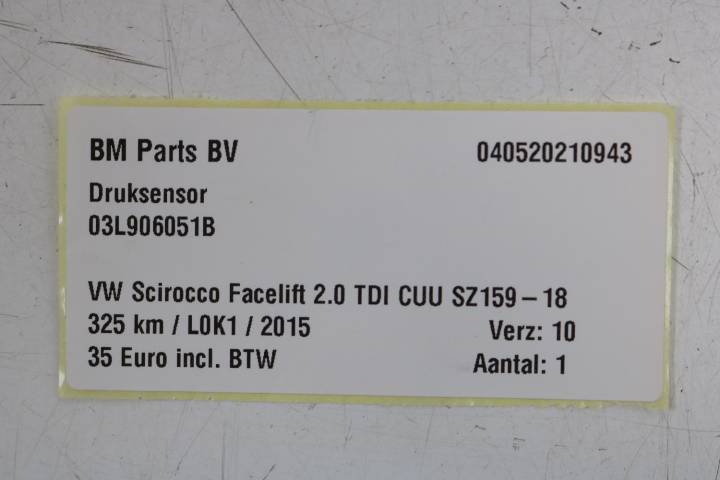 BM Parts BV 040520210943
Druksensor
03L906051B
VW Scirocco Facelift 2.0 TDI CUU SZ159 – 18
325 km / L0K1 / 2015 Verz: 10
35 Euro incl. BTW Aantal: 1